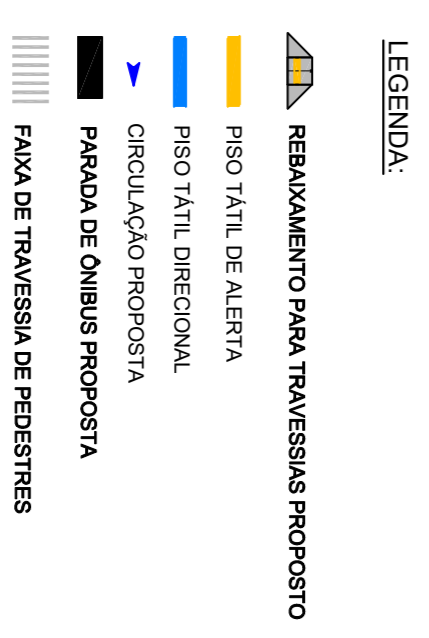 LEGENDA:
REBAIXAMENTO PARA TRAVESSIAS PROPOSTO
PISO TÁTIL DE ALERTA
PISO TÁTIL DIRECIONAL
CIRCULAÇÃO PROPOSTA
PARADA DE ÔNIBUS PROPOSTA
FAIXA DE TRAVESSIA DE PEDESTRES